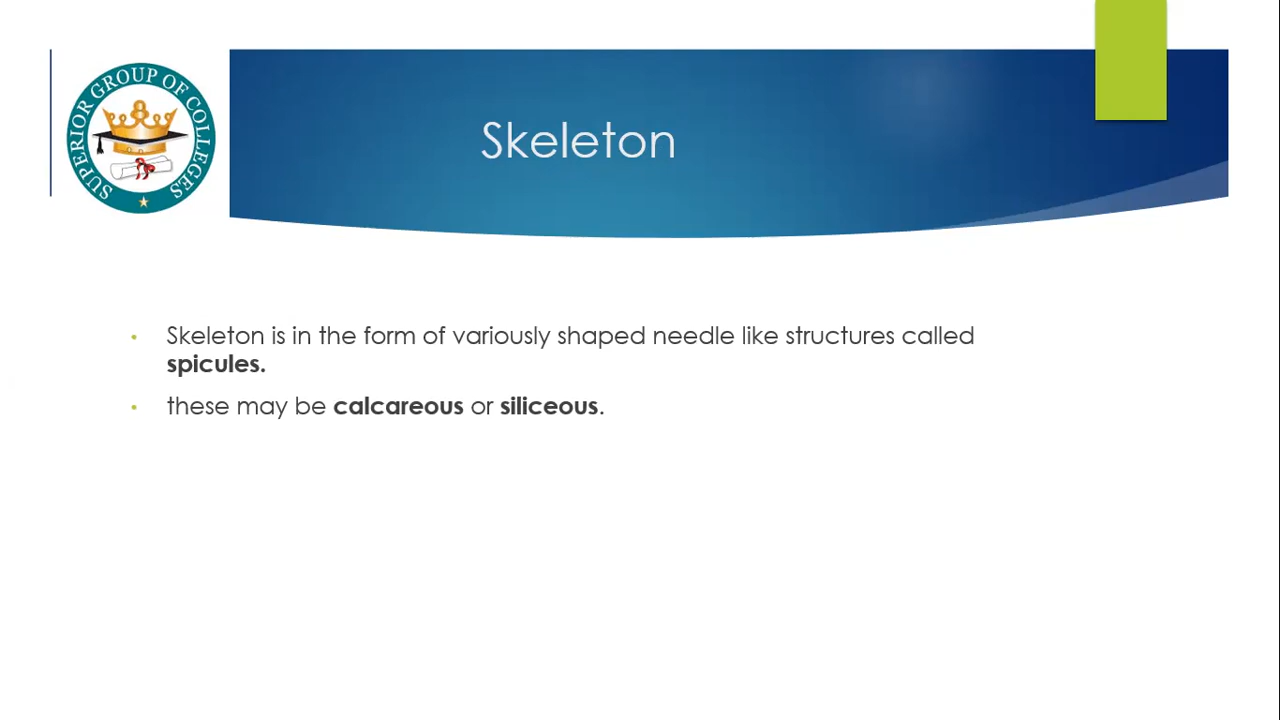 SUPERIOR GROUP OF COLLEGES
Skeleton
• Skeleton is in the form of variously shaped needle like structures called
spicules.
• these may be calcareous or siliceous.